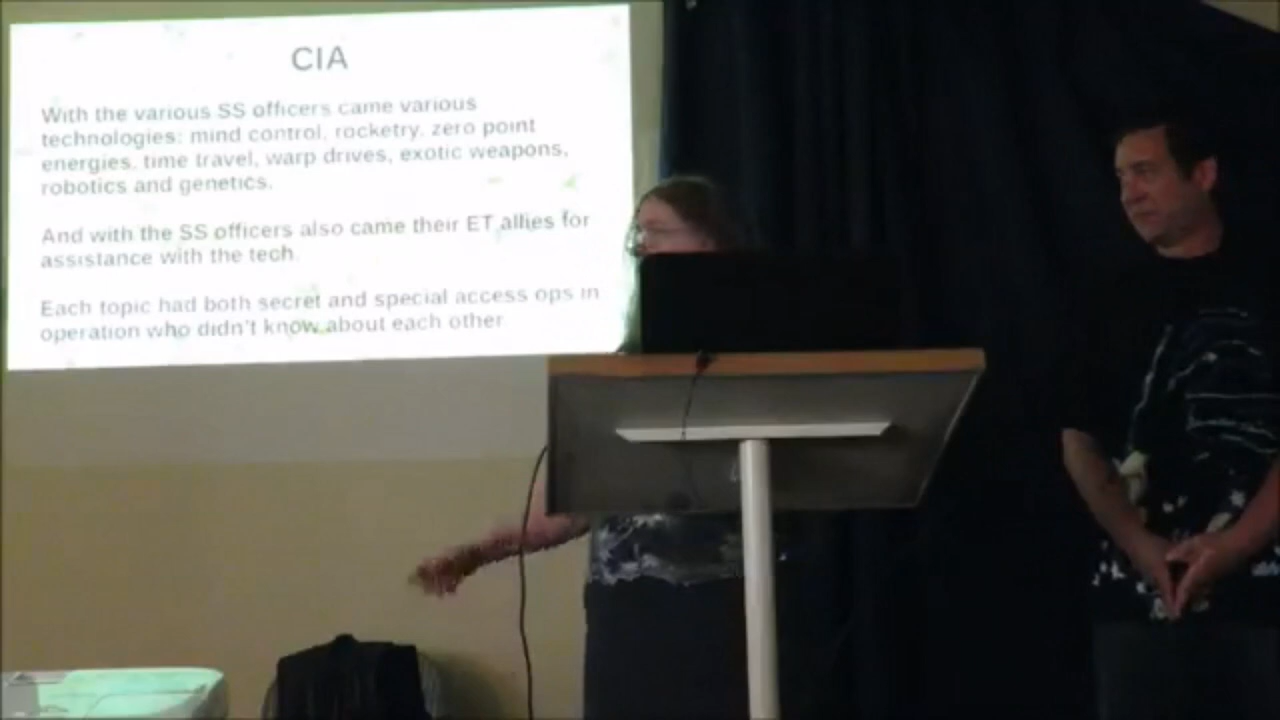 CIA
With the various SS officers came various
technologies: mind control, rocketry, zero point
energies, time travel, warp drives, exotic weapons,
robotics and genetics.
And with the SS officers also came their ET allies for
assistance with the tech.
Each topic had both secret and special access ops in
operation who didn't know about each other.